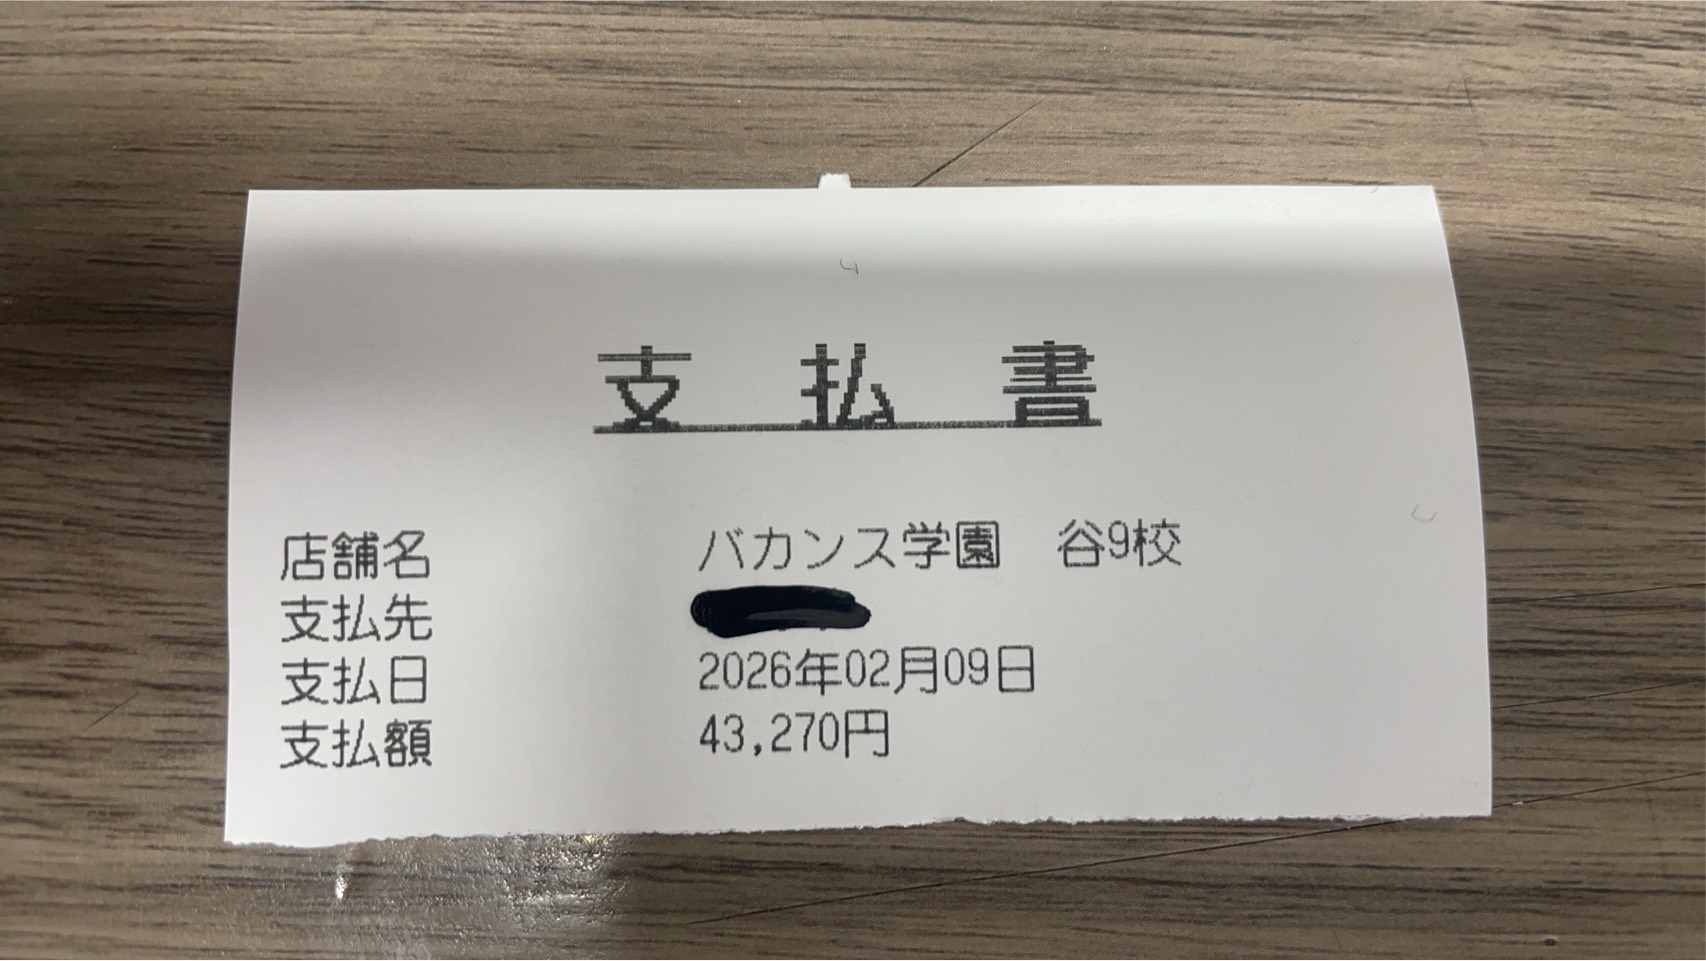 支払書
店舗名 バカンス学園 谷9校
支払先
支払日 2026年02月09日
支払額 43,270円